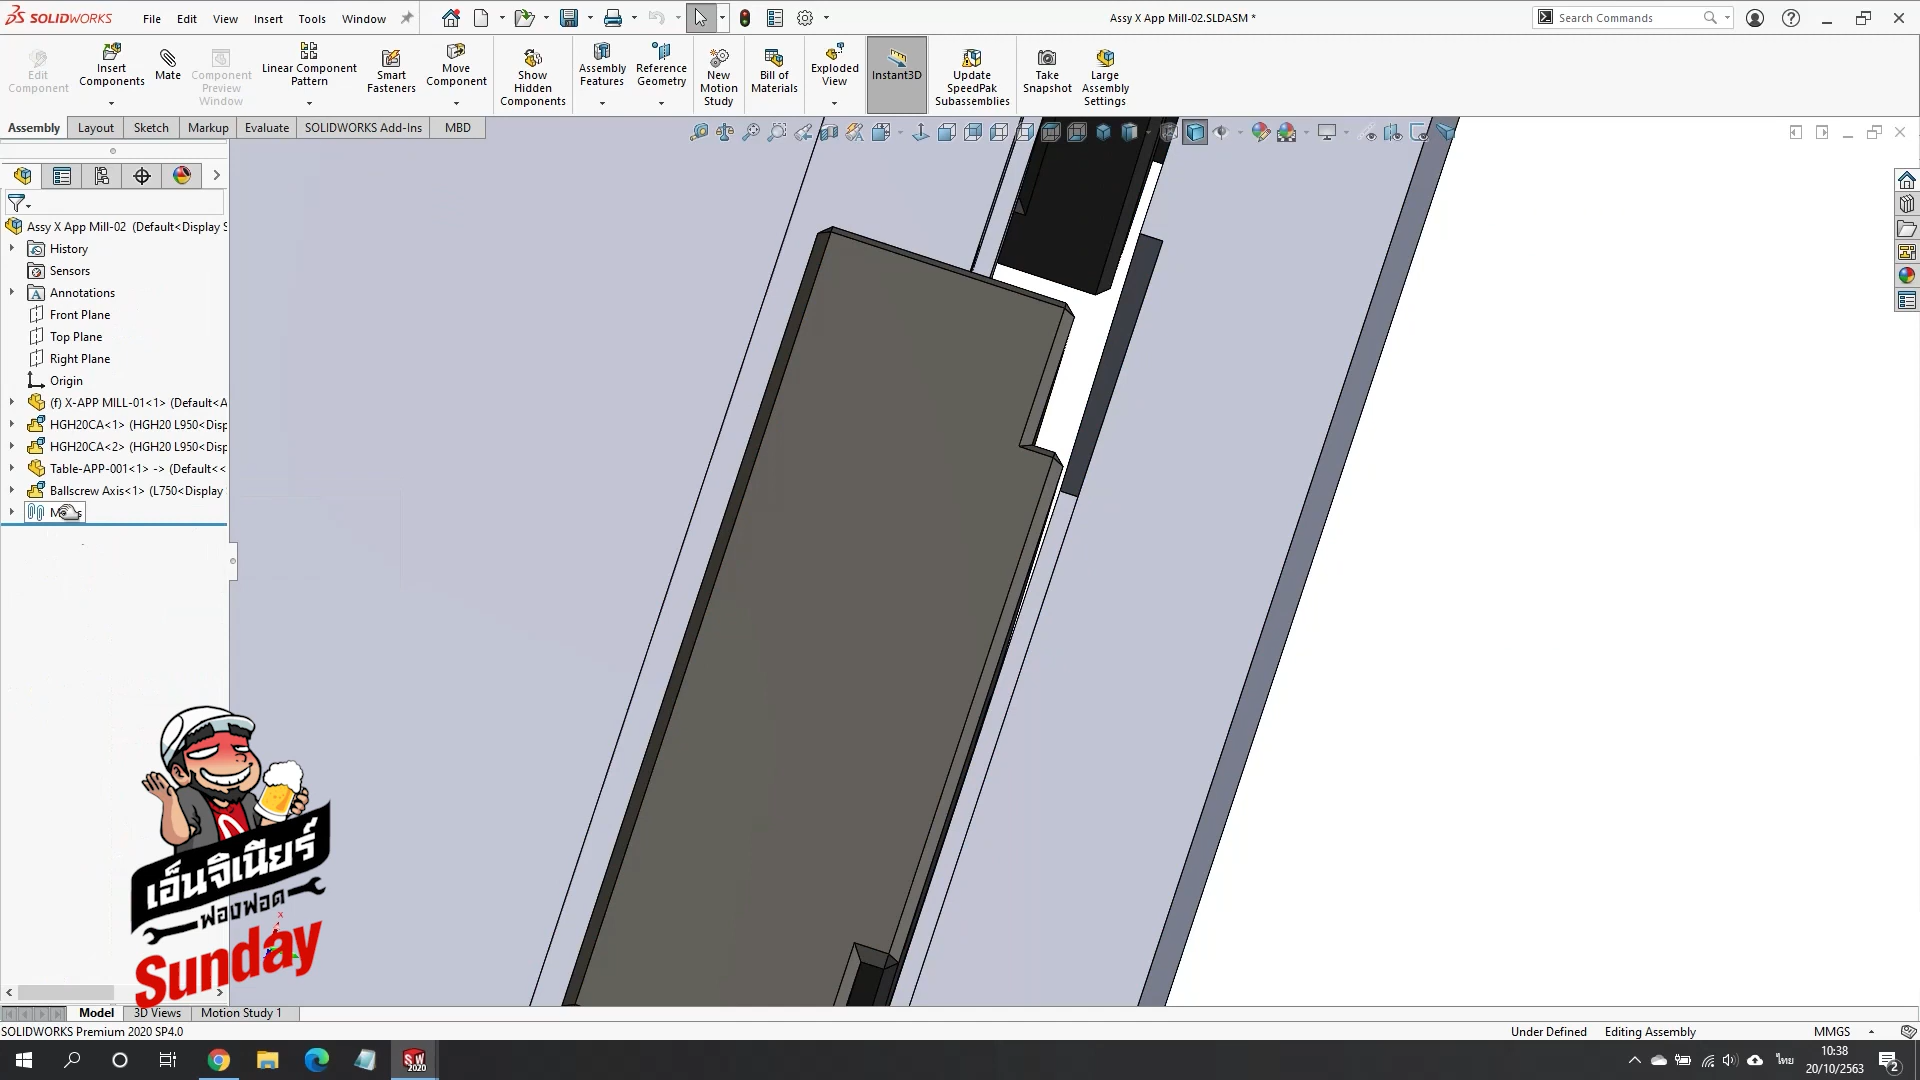 SOLIDWORKS
File Edit View Insert Tools Window
Assy X App Mill-02.SLDASM *
Search Commands
Edit Component
Insert Components
Mate
Component Preview Window
Linear Component Pattern
Smart Fasteners
Move Component
Show Hidden Components
Assembly Features
Reference Geometry
New Motion Study
Bill of Materials
Exploded View
Instant3D
Update SpeedPak Subassemblies
Take Snapshot
Large Assembly Settings
Assembly Layout Sketch Markup Evaluate SOLIDWORKS Add-Ins MBD
Assy X App Mill-02 (Default<Display S
History
Sensors
Annotations
Front Plane
Top Plane
Right Plane
Origin
(f) X-APP MILL-01<1> (Default<A
HGH20CA<1> (HGH20 L950<Disp
HGH20CA<2> (HGH20 L950<Disp
Table-APP-001<1> -> (Default<<
Ballscrew Axis<1> (L750<Display
เอ็นจิเนียร์
ฟองฟอด
Sunday
Model 3D Views Motion Study 1
SOLIDWORKS Premium 2020 SP4.0
Under Defined Editing Assembly MMGS
SW 2020
ไทย
10:38
20/10/2563
2